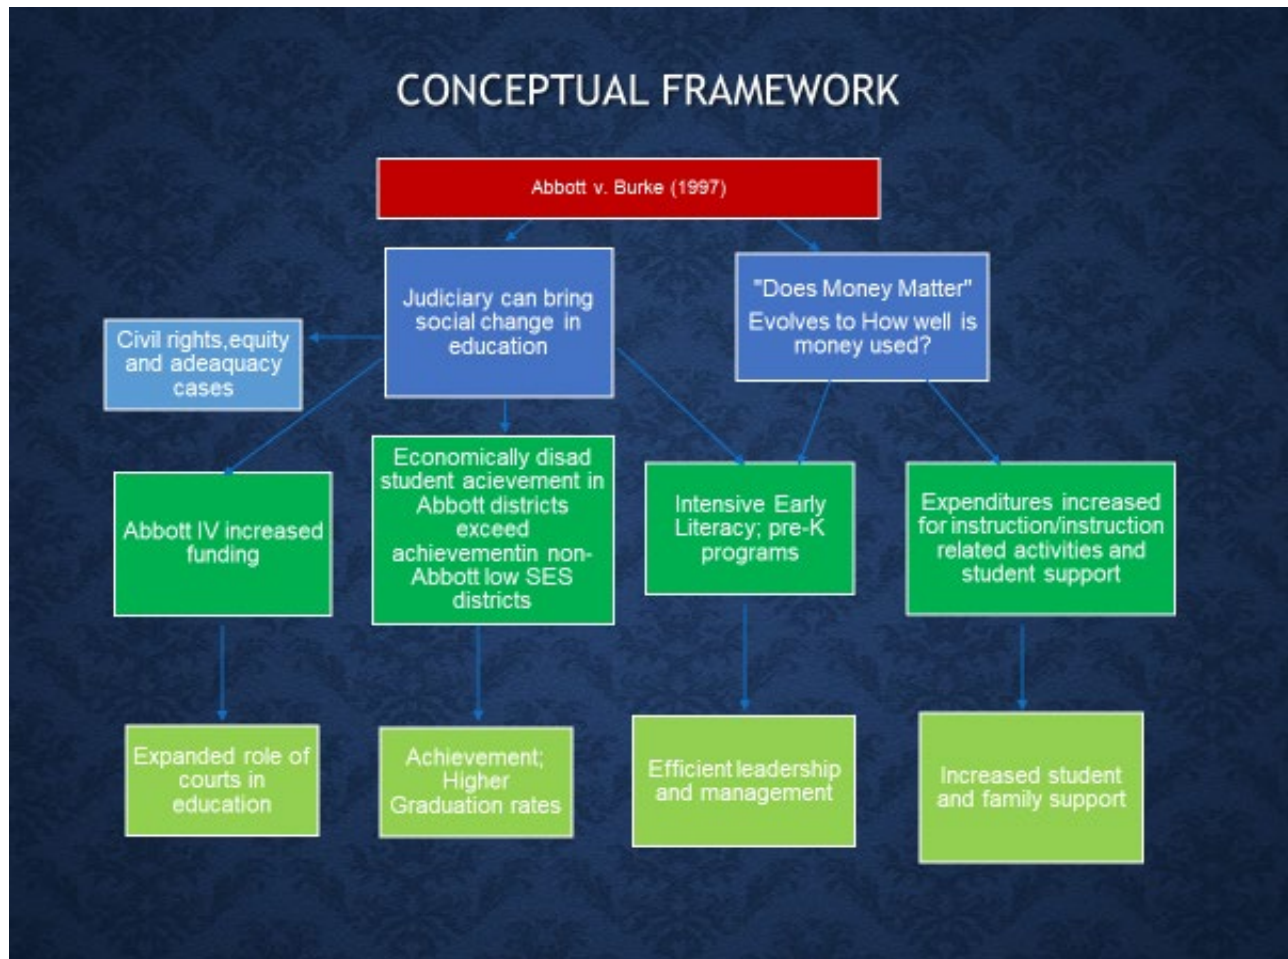 CONCEPTUAL FRAMEWORK
Abbott v. Burke (1997)
Judiciary can bring
social change in
education
"Does Money Matter"
Evolves to How well is
money used?
Civil rights,equity
and adeaquacy
cases
Abbott IV increased
funding
Economically disad
student acievement in
Abbott districts
exceed
achievementin non-
Abbott low SES
districts
Intensive Early
Literacy; pre-K
programs
Expenditures increased
for instruction/instruction
related activities and
student support
Expanded role of
courts in
education
Achievement;
Higher
Graduation rates
Efficient leadership
and management
Increased student
and family support